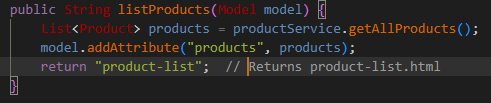 public String listProducts(Model model) {
    List<Product> products = productService.getAllProducts();
    model.addAttribute("products", products);
    return "product-list";  // Returns product-list.html
}